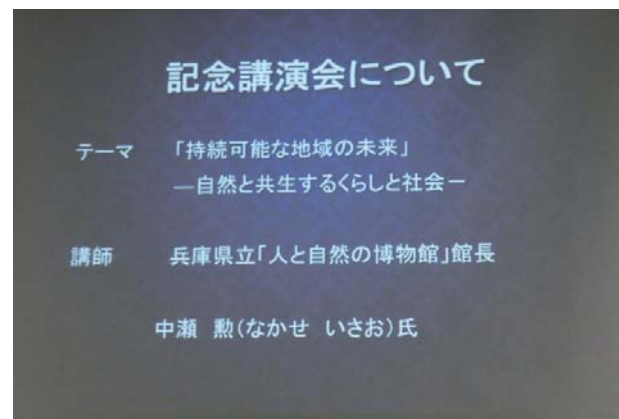 記念講演会について
テーマ 「持続可能な地域の未来」
―自然と共生するくらしと社会－
講師 兵庫県立「人と自然の博物館」館長
中瀬 勲(なかせ いさお)氏